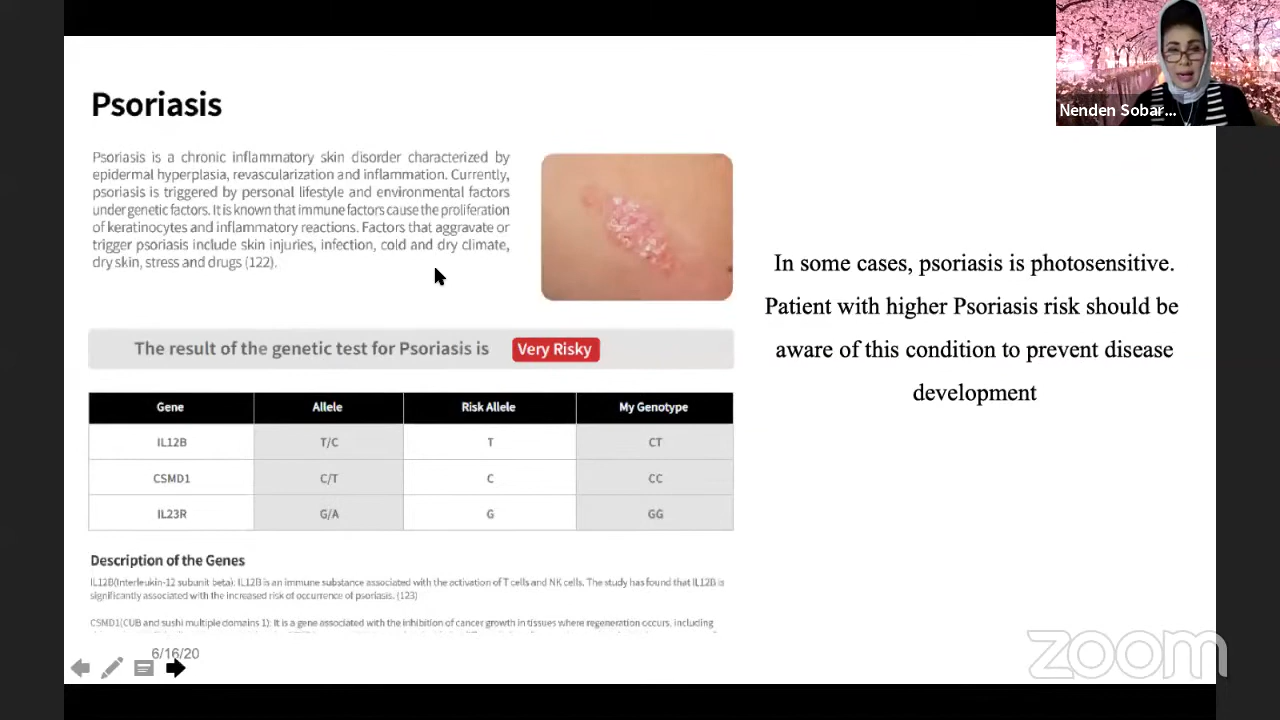 Nenden Sobar...
Psoriasis
Psoriasis is a chronic inflammatory skin disorder characterized by
epidermal hyperplasia, revascularization and inflammation. Currently,
psoriasis is triggered by personal lifestyle and environmental factors
under genetic factors. It is known that immune factors cause the proliferation
of keratinocytes and inflammatory reactions. Factors that aggravate or
trigger psoriasis include skin injuries, infection, cold and dry climate,
dry skin, stress and drugs (122).
In some cases, psoriasis is photosensitive.
Patient with higher Psoriasis risk should be
aware of this condition to prevent disease
development
The result of the genetic test for Psoriasis is Very Risky
Gene Allele Risk Allele My Genotype
IL12B T/C T CT
CSMD1 C/T C CC
IL23R G/A G GG
Description of the Genes
IL12B(Interleukin-12 subunit beta): IL12B is an immune substance associated with the activation of T cells and NK cells. The study has found that IL12B is
significantly associated with the increased risk of occurrence of psoriasis. (123)
CSMD1(CUB and sushi multiple domains 1): It is a gene associated with the inhibition of cancer growth in tissues where regeneration occurs, including
6/16/20
zoom